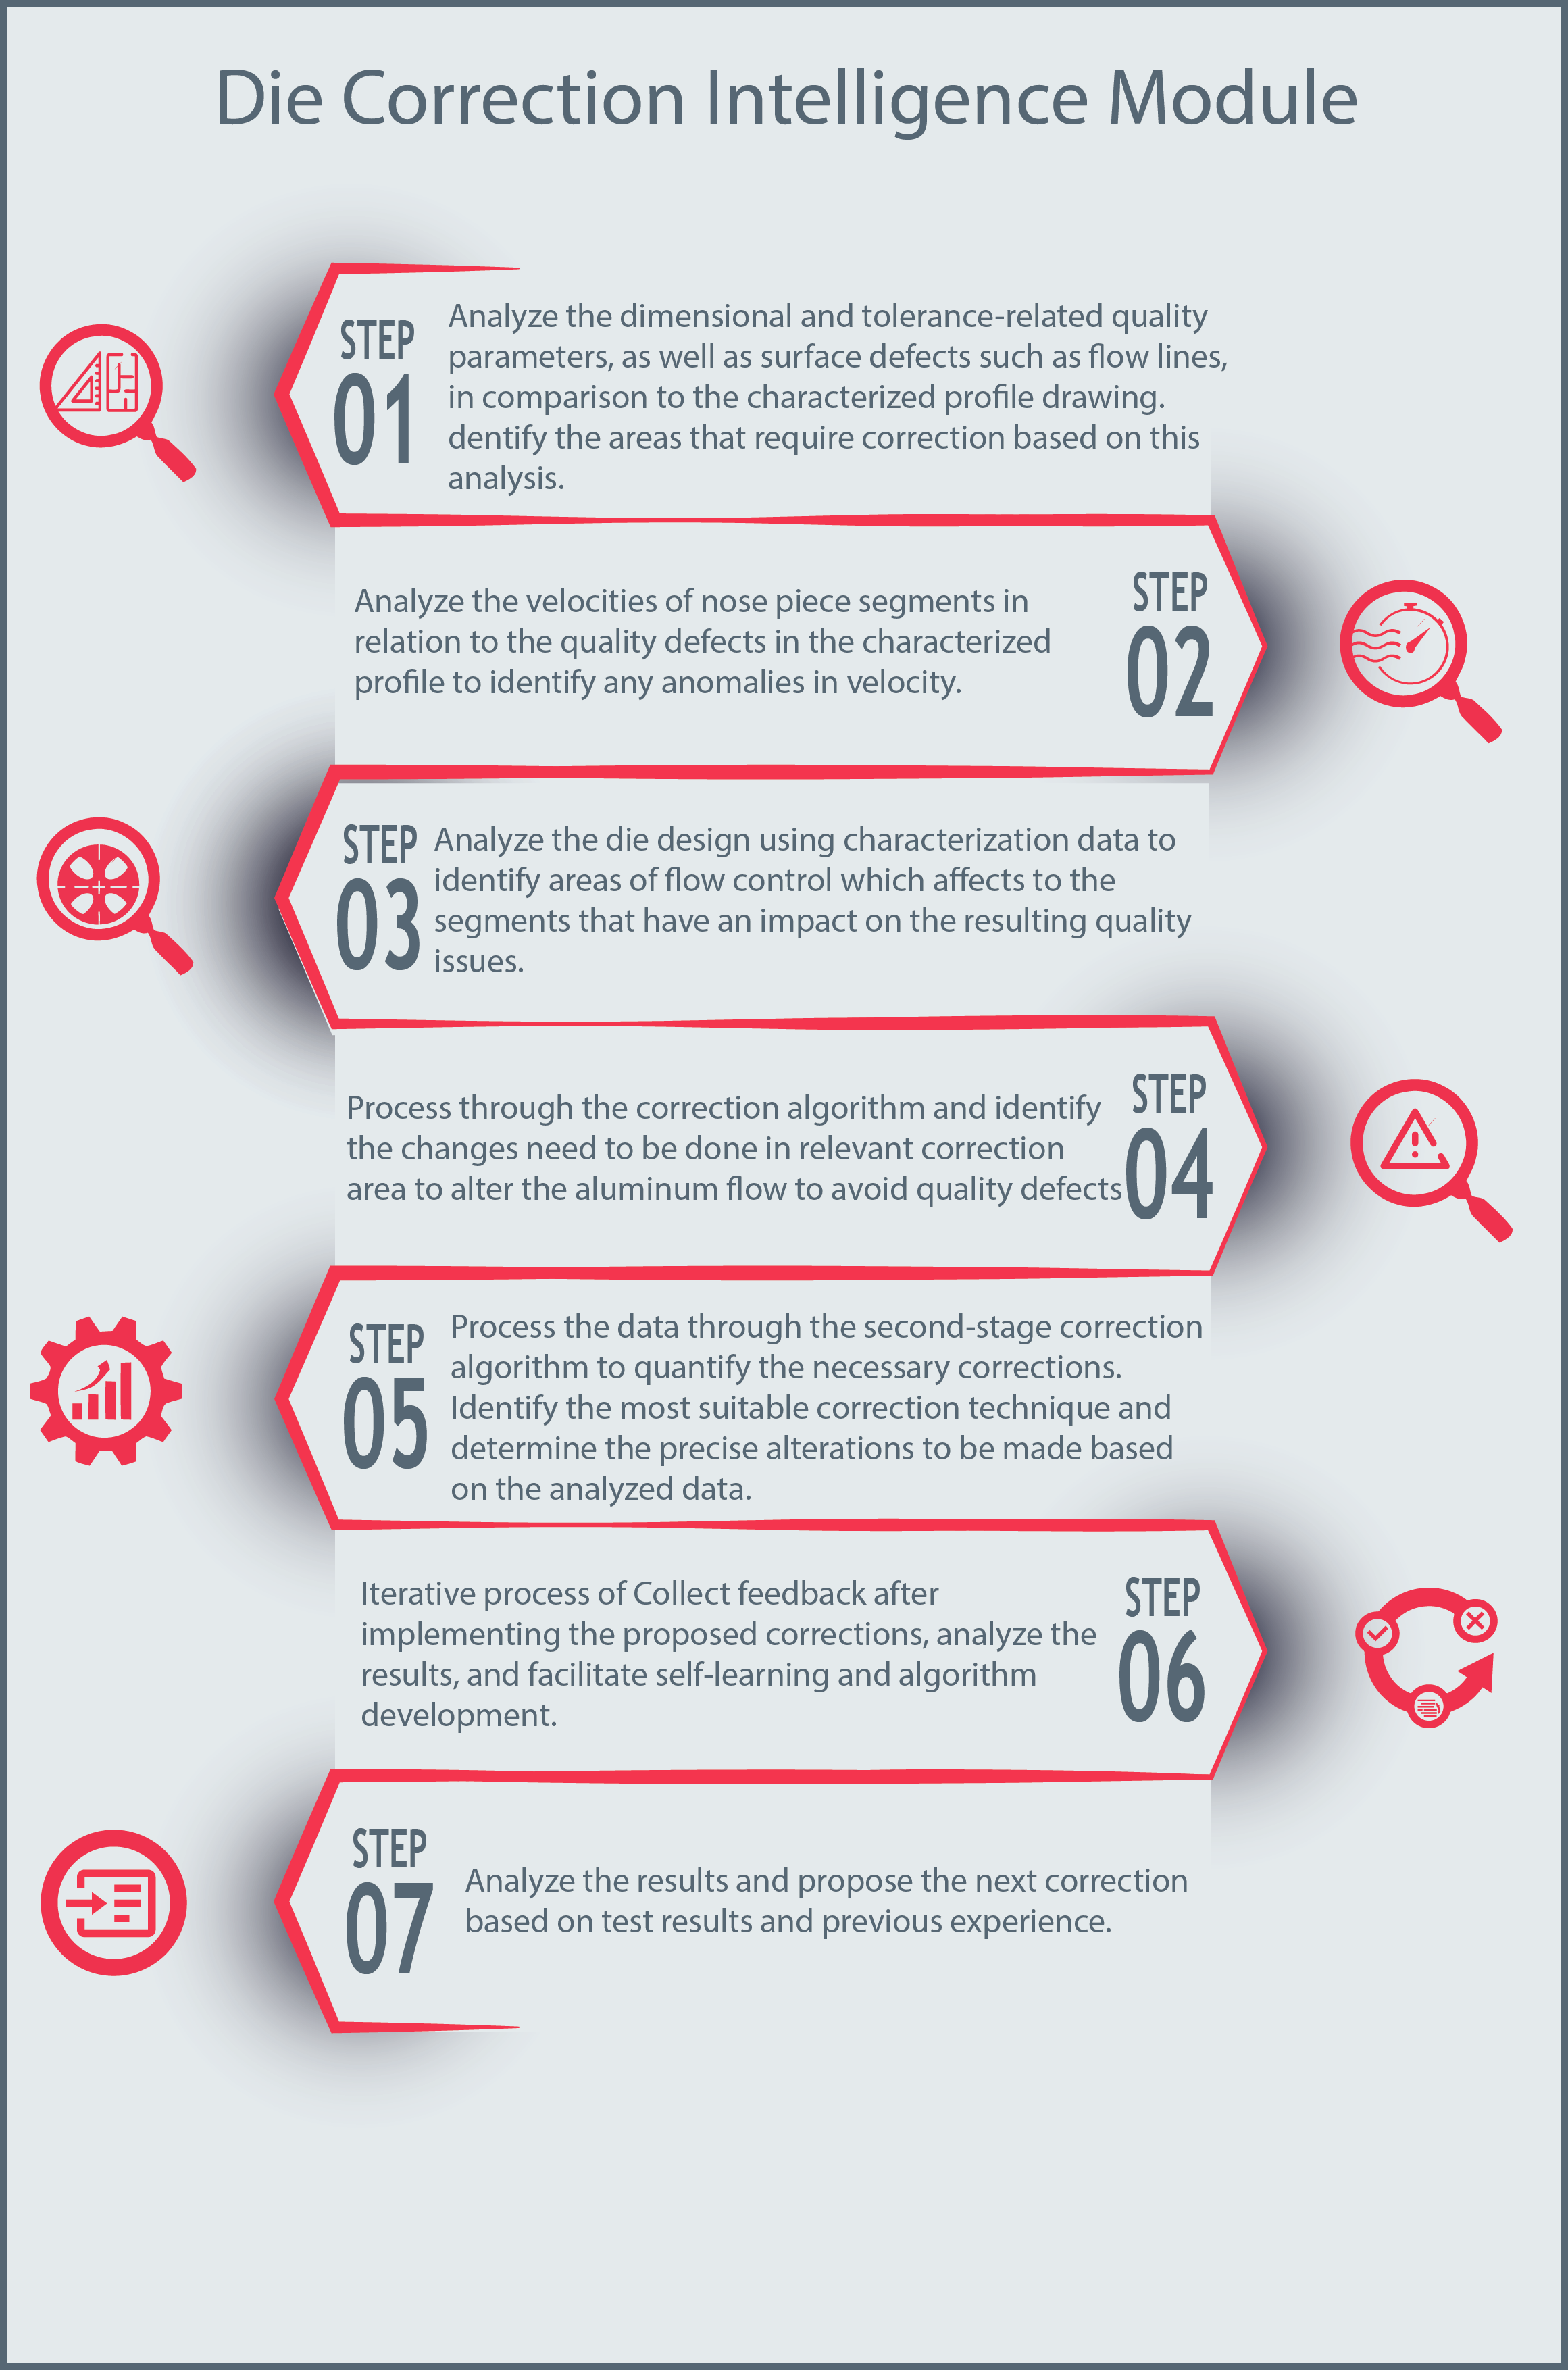 Die Correction Intelligence Module
STEP
01
Analyze the dimensional and tolerance-related quality
parameters, as well as surface defects such as flow lines,
in comparison to the characterized profile drawing.
dentify the areas that require correction based on this
analysis.
Analyze the velocities of nose piece segments in
relation to the quality defects in the characterized
profile to identify any anomalies in velocity.
STEP
02
STEP
03
Analyze the die design using characterization data to
identify areas of flow control which affects to the
segments that have an impact on the resulting quality
issues.
Process through the correction algorithm and identify
the changes need to be done in relevant correction
area to alter the aluminum flow to avoid quality defects
STEP
04
STEP
05
Process the data through the second-stage correction
algorithm to quantify the necessary corrections.
Identify the most suitable correction technique and
determine the precise alterations to be made based
on the analyzed data.
Iterative process of Collect feedback after
implementing the proposed corrections, analyze the
results, and facilitate self-learning and algorithm
development.
STEP
06
STEP
07
Analyze the results and propose the next correction
based on test results and previous experience.